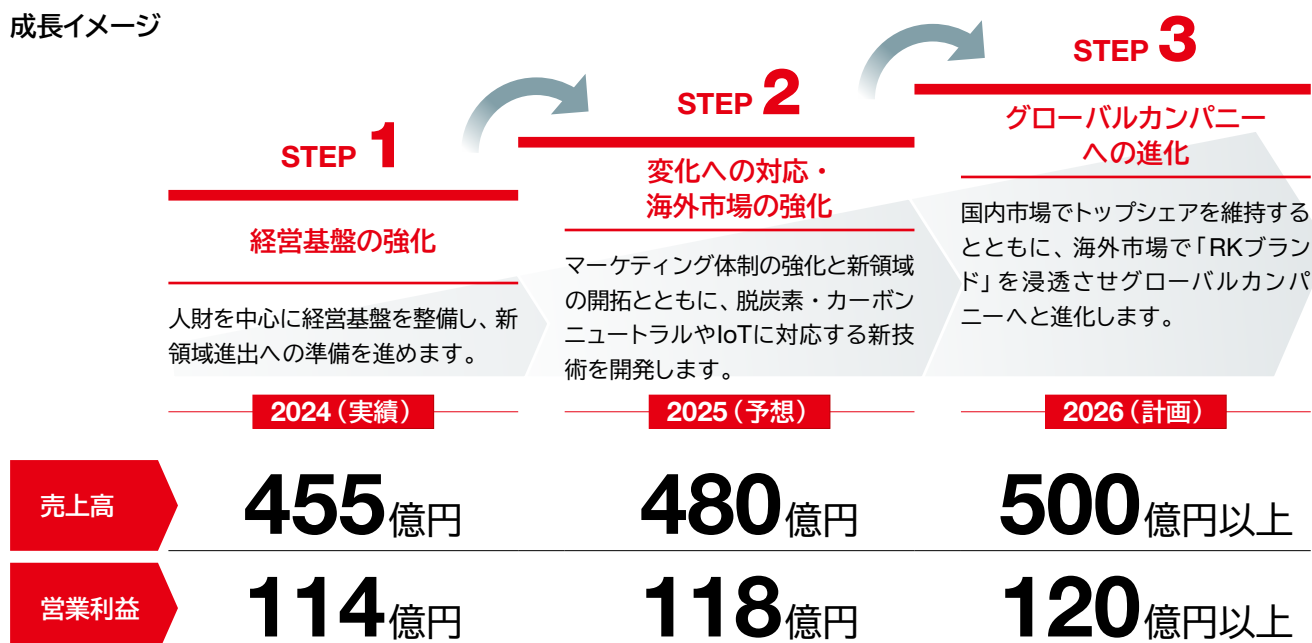 成長イメージ
STEP 1
経営基盤の強化
人財を中心に経営基盤を整備し、新
領域進出への準備を進めます。
STEP 2
変化への対応・
海外市場の強化
マーケティング体制の強化と新領域
の開拓とともに、脱炭素・カーボン
ニュートラルやIoTに対応する新技
術を開発します。
STEP 3
グローバルカンパニー
への進化
国内市場でトップシェアを維持する
とともに、海外市場で「RKブラン
ド」を浸透させグローバルカンパ
ニーへと進化します。
2024（実績） 2025（予想） 2026（計画）
売上高 455億円 480億円 500億円以上
営業利益 114億円 118億円 120億円以上